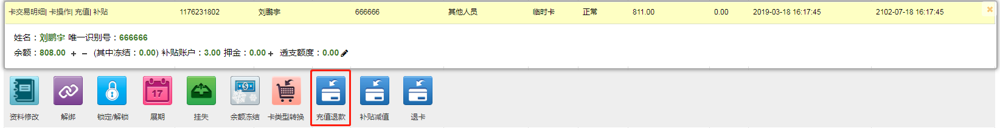 卡交易明细| 卡操作| 充值| 补贴 1176231802 刘鹏宇 666666 其他人员 临时卡 正常 811.00 0.00 2019-03-18 16:17:45 2102-07-18 16:17:45
姓名：刘鹏宇 唯一识别号：666666
余额：808.00 + − (其中冻结：0.00) 补贴账户：3.00 押金：0.00 + 透支额度：0.00
17
资料修改 解绑 锁定/解锁 展期 挂失 余额冻结 卡类型转换 充值退款 补贴减值 退卡